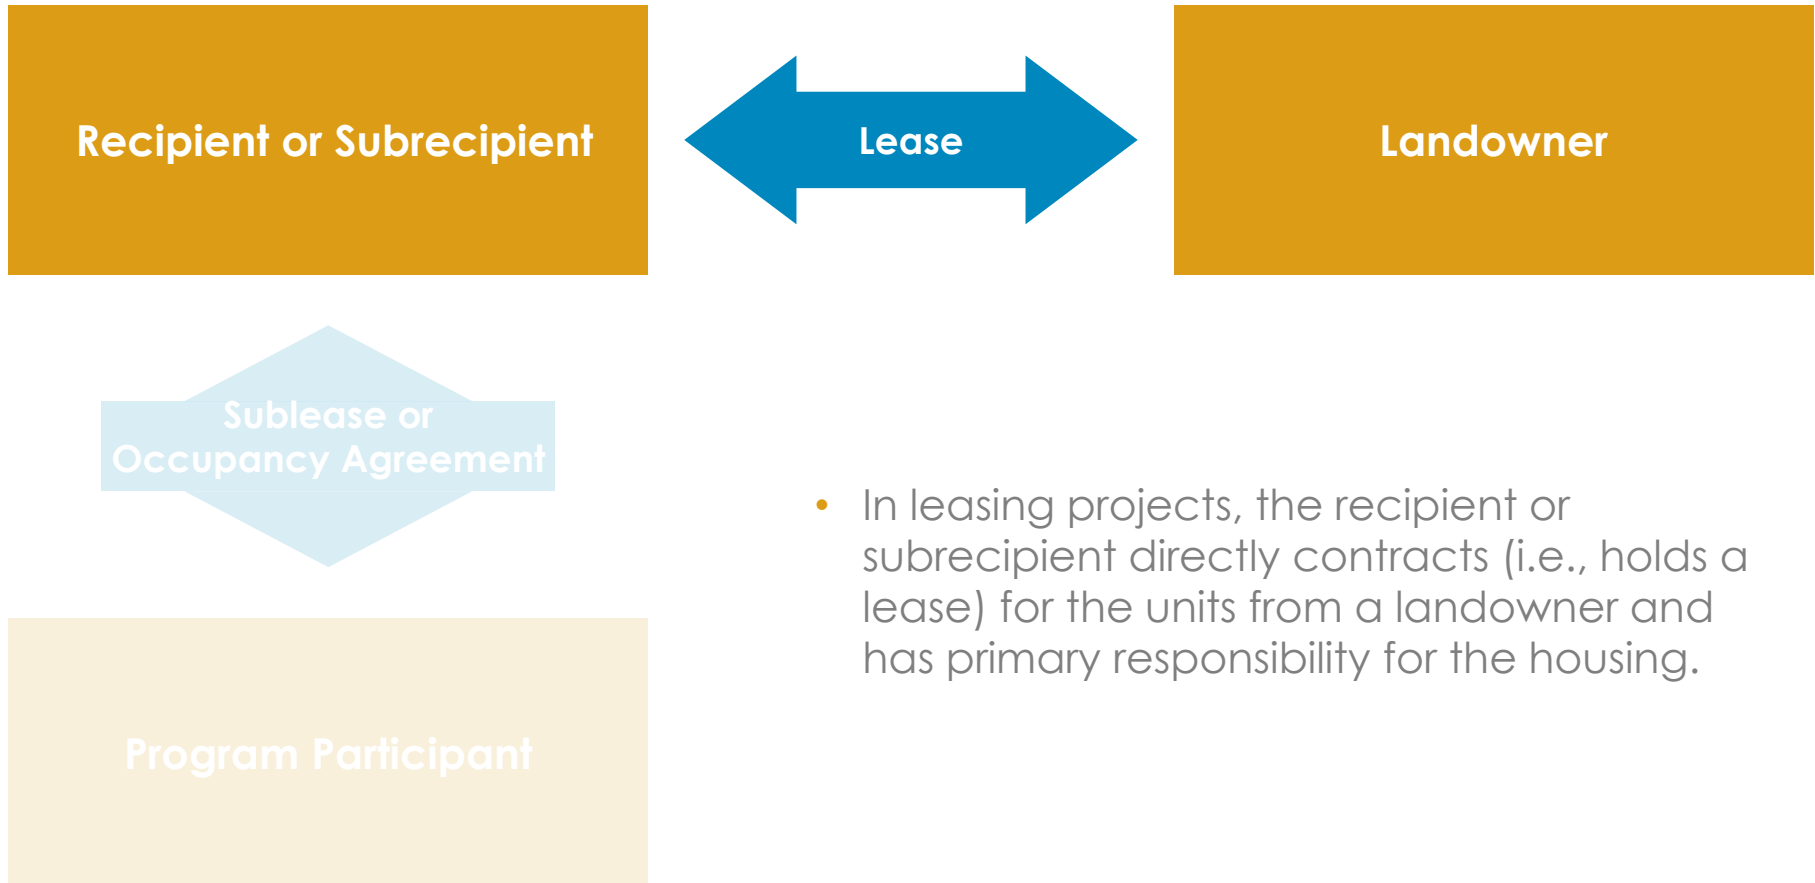 Recipient or Subrecipient
Lease
Landowner
Sublease or
Occupancy Agreement
• In leasing projects, the recipient or
subrecipient directly contracts (i.e., holds a
lease) for the units from a landowner and
has primary responsibility for the housing.
Program Participant